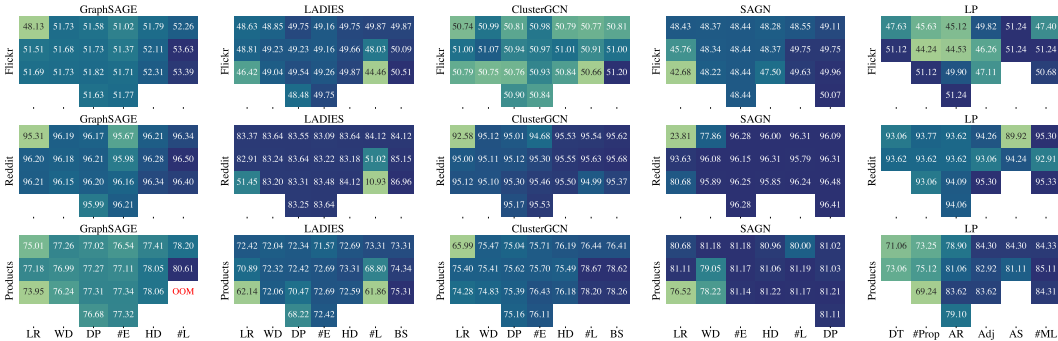 GraphSAGE LADIES ClusterGCN SAGN LP
Flickr 48.13 51.73 51.58 51.02 51.79 52.26
51.51 51.68 51.73 51.37 52.11 53.63
51.69 51.73 51.82 51.71 52.31 53.39
51.63 51.77
Flickr 48.63 48.85 49.75 49.16 49.75 49.87 49.87
48.81 49.23 49.23 49.16 49.66 48.03 50.09
46.42 49.04 49.54 49.26 49.87 44.46 50.51
48.48 49.75
Flickr 50.74 50.99 50.81 50.98 50.79 50.77 50.81
51.00 51.07 50.94 50.97 51.01 50.91 51.00
50.79 50.75 50.76 50.93 50.84 50.66 51.20
50.90 50.84
Flickr 48.43 48.37 48.44 48.28 48.55 49.11
45.76 48.34 48.48 48.37 49.75 49.75
42.68 48.22 48.44 47.50 49.63 49.96
48.44 50.07
Flickr 47.63 45.63 45.12 49.82 51.24 47.40
51.12 44.24 44.53 46.26 51.24 51.24
51.12 49.90 47.11 50.68
51.24
GraphSAGE LADIES ClusterGCN SAGN LP
Reddit 95.31 96.19 96.17 95.67 96.21 96.34
96.20 96.18 96.21 95.98 96.28 96.50
96.21 96.15 96.20 96.16 96.34 96.40
95.99 96.21
Reddit 83.37 83.64 83.55 83.09 83.64 84.12 84.12
82.91 83.24 83.64 83.22 83.18 51.02 85.15
51.45 83.20 83.31 83.48 84.12 10.93 86.96
83.25 83.64
Reddit 92.58 95.12 95.01 94.68 95.53 95.54 95.62
95.00 95.11 95.12 95.30 95.55 95.63 95.68
95.12 95.10 95.30 95.46 95.50 94.99 95.37
95.17 95.53
Reddit 23.81 77.86 96.28 96.00 96.31 96.09
93.63 96.08 96.15 96.31 95.79 96.31
80.68 95.89 96.25 95.85 96.24 96.48
96.28 96.41
Reddit 93.06 93.77 93.62 94.26 89.92 95.30
93.62 93.62 94.21 93.06 94.24 92.91
93.06 94.09 95.30 95.33
94.06
GraphSAGE LADIES ClusterGCN SAGN LP
Products 75.01 77.26 77.02 76.54 77.41 78.20
77.18 76.99 77.27 77.11 78.05 80.61
73.95 76.24 77.31 77.34 78.06 OOM
76.68 77.32
LR WD DP #E HD #L
Products 72.42 72.04 72.34 71.57 72.69 73.31 73.31
70.89 72.32 72.42 72.69 73.31 68.80 74.34
62.14 72.06 70.47 72.69 72.59 61.86 75.31
68.22 72.42
LR WD DP #E HD #L BS
Products 65.99 75.47 75.04 75.71 76.19 76.44 76.41
75.40 75.41 75.62 75.70 75.49 78.67 78.62
74.28 74.83 75.39 76.43 76.18 78.20 78.26
75.16 76.11
LR WD DP #E HD #L BS
Products 80.68 81.18 81.18 80.96 80.00 81.02
81.11 79.05 81.17 81.06 81.19 81.03
76.52 78.22 81.14 81.22 81.17 81.21
81.11 81.11
LR WD #E HD #L DP
Products 71.06 73.25 78.90 84.30 84.30 84.33
73.06 75.12 81.06 82.92 81.11 85.11
69.24 83.62 83.62 84.31
79.10
DT #Prop AR Adj AS #ML